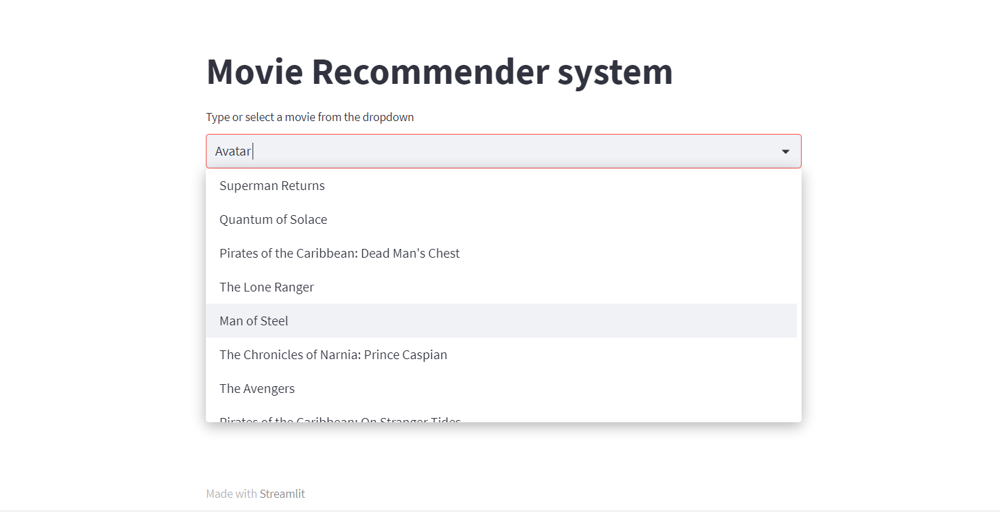 Movie Recommender system
Type or select a movie from the dropdown
Avatar
Superman Returns
Quantum of Solace
Pirates of the Caribbean: Dead Man's Chest
The Lone Ranger
Man of Steel
The Chronicles of Narnia: Prince Caspian
The Avengers
Pirates of the Caribbean: On Stranger Tides
Made with Streamlit